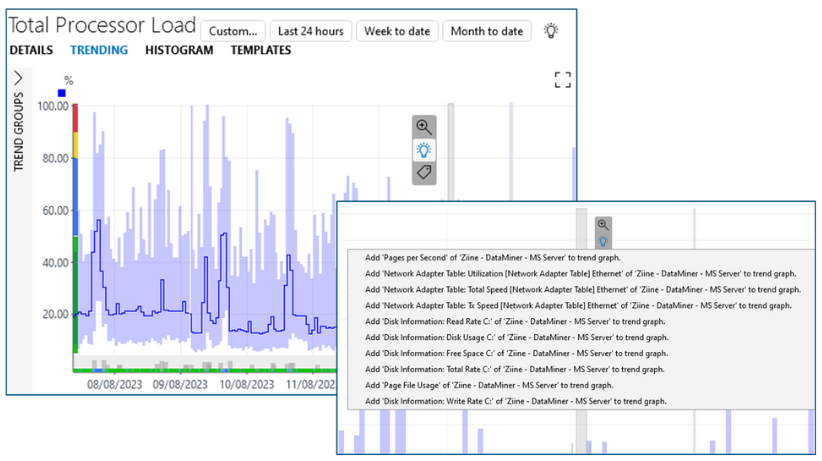 Total Processor Load
Custom...
Last 24 hours
Week to date
Month to date
DETAILS
TRENDING
HISTOGRAM
TEMPLATES
TREND GROUPS
%
100.00
80.00
60.00
40.00
20.00
08/08/2023
09/08/2023
10/08/2023
11/08/202
Add 'Pages per Second' of 'Ziine - DataMiner - MS Server' to trend graph.
Add 'Network Adapter Table: Utilization [Network Adapter Table] Ethernet' of 'Ziine - DataMiner - MS Server' to trend graph.
Add 'Network Adapter Table: Total Speed [Network Adapter Table] Ethernet' of 'Ziine - DataMiner - MS Server' to trend graph.
Add 'Network Adapter Table: Tx Speed [Network Adapter Table] Ethernet' of 'Ziine - DataMiner - MS Server' to trend graph.
Add 'Disk Information: Read Rate C:' of 'Ziine - DataMiner - MS Server' to trend graph.
Add 'Disk Information: Disk Usage C:' of 'Ziine - DataMiner - MS Server' to trend graph.
Add 'Disk Information: Free Space C:' of 'Ziine - DataMiner - MS Server' to trend graph.
Add 'Disk Information: Total Rate C:' of 'Ziine - DataMiner - MS Server' to trend graph.
Add 'Page File Usage' of 'Ziine - DataMiner - MS Server' to trend graph.
Add 'Disk Information: Write Rate C:' of 'Ziine - DataMiner - MS Server' to trend graph.